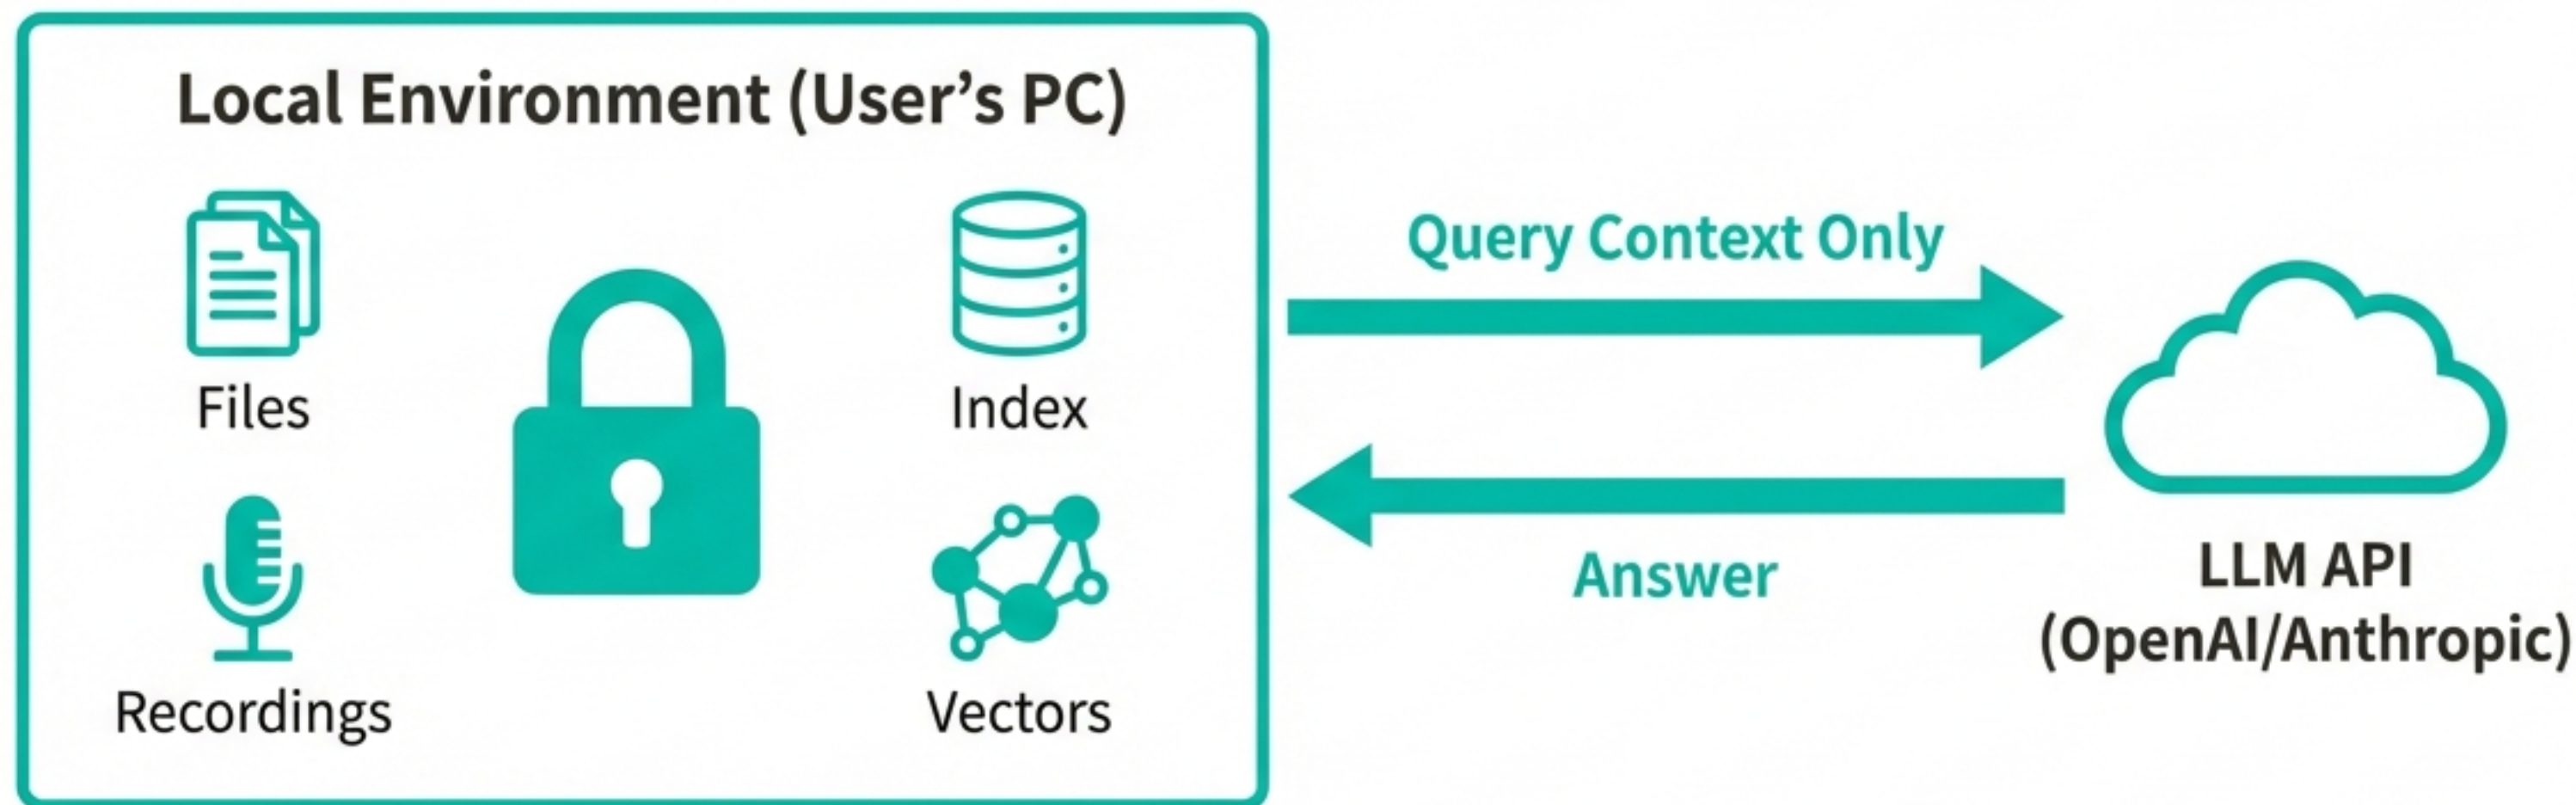 Local Environment (User’s PC)
Files
Index
Recordings
Vectors
Query Context Only
Answer
LLM API
(OpenAI/Anthropic)